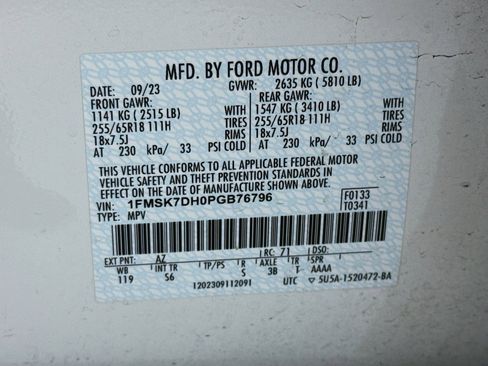 MFD. BY FORD MOTOR CO.
DATE: 09/23 GVWR: 2635 KG (5810 LB)
FRONT GAWR: REAR GAWR:
1141 KG (2515 LB) WITH 1547 KG (3410 LB) WITH
255/65R18 111H TIRES 255/65R18 111H TIRES
18x7.5J RIMS 18x7.5J RIMS
AT 230 kPa/ 33 PSI COLD AT 230 kPa/ 33 PSI COLD
THIS VEHICLE CONFORMS TO ALL APPLICABLE FEDERAL MOTOR
VEHICLE SAFETY AND THEFT PREVENTION STANDARDS IN
EFFECT ON THE DATE OF MANUFACTURE SHOWN ABOVE.
VIN: 1FMSK7DH0PGB76796 F0133
TYPE: MPV T0341
EXT PNT: AZ RC: 71 DSO:
WB INT TR TP/PS R AXLE TR SPR
119 S6 S 3B T AAAA
1202309112091 UTC ▽ 5U5A-1520472-BA